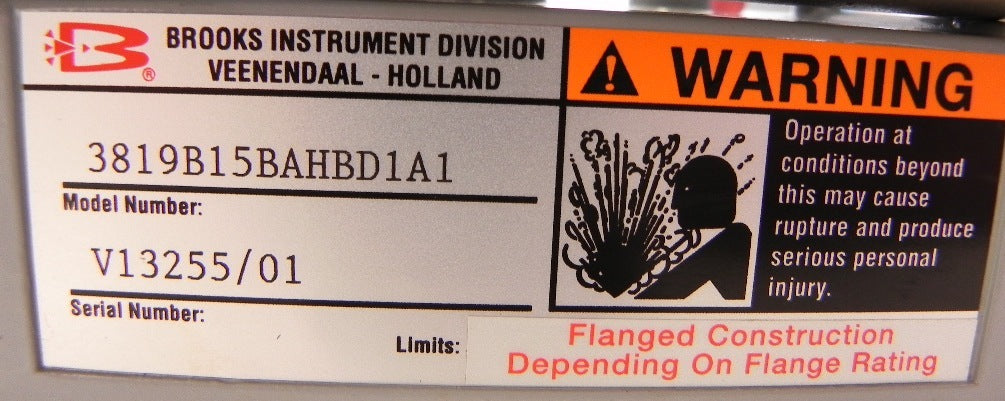 B®
BROOKS INSTRUMENT DIVISION
VEENENDAAL - HOLLAND
3819B15BAHBD1A1
Model Number:
V13255/01
Serial Number:
Limits:
Flanged Construction
Depending On Flange Rating
WARNING
Operation at
conditions beyond
this may cause
rupture and produce
serious personal
injury.